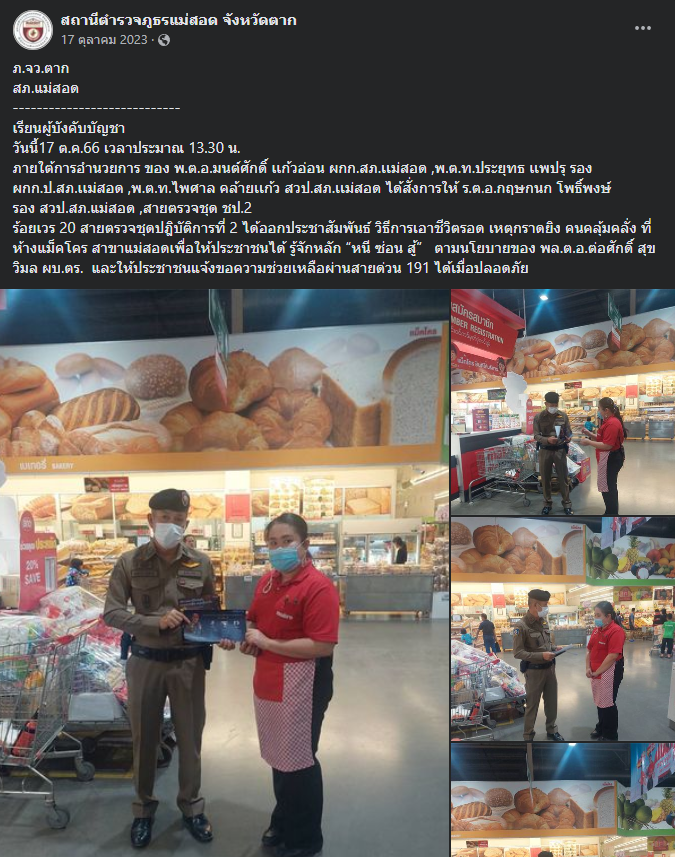 สถานีตำรวจภูธรแม่สอด จังหวัดตาก
17 ตุลาคม 2023
ภ.จว.ตาก
สภ.แม่สอด
----------------------------
เรียนผู้บังคับบัญชา
วันนี้17 ต.ค.66 เวลาประมาณ 13.30 น.
ภายใต้การอำนวยการ ของ พ.ต.อ.มนต์ศักดิ์ แก้วอ่อน ผกก.สภ.แม่สอด ,พ.ต.ท.ประยุทธ แพปรุ รอง
ผกก.ป.สภ.แม่สอด ,พ.ต.ท.ไพศาล คล้ายแก้ว สวป.สภ.แม่สอด ได้สั่งการให้ ร.ต.อ.กฤษกนก โพธิ์พงษ์
รอง สวป.สภ.แม่สอด ,สายตรวจชุด ชป.2
ร้อยเวร 20 สายตรวจชุดปฎิบัติการที่ 2 ได้ออกประชาสัมพันธ์ วิธีการเอาชีวิตรอด เหตุกราดยิง คนคลุ้มคลั่ง ที่
ห้างแม็คโคร สาขาแม่สอดเพื่อให้ประชาชนได้ รู้จักหลัก “หนี ซ่อน สู้” ตามนโยบายของ พล.ต.อ.ต่อศักดิ์ สุข
วิมล ผบ.ตร. และให้ประชาชนแจ้งขอความช่วยเหลือผ่านสายด่วน 191 ได้เมื่อปลอดภัย
เบเกอรี่ BAKERY
20%
SAVE
สมัครสมาชิก
MBER REGISTRATION